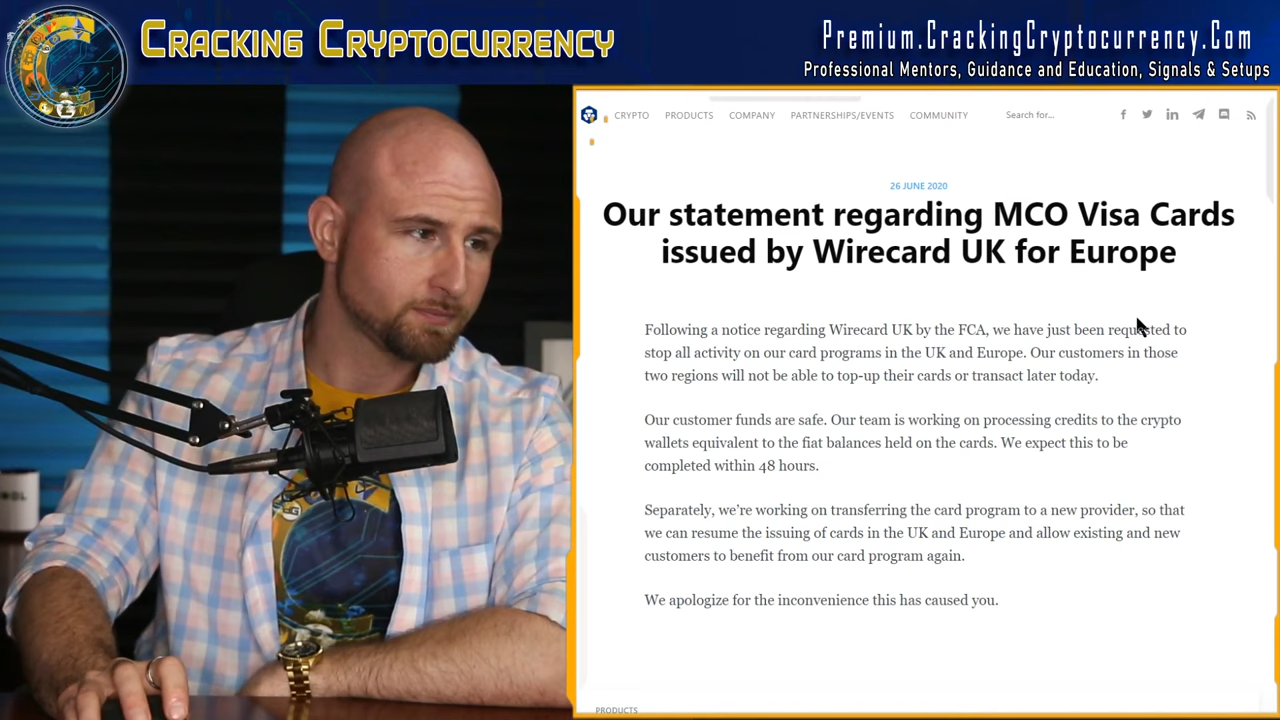 Cracking Cryptocurrency
Premium.CrackingCryptocurrency.Com
Professional Mentors, Guidance and Education, Signals & Setups
CRYPTO PRODUCTS COMPANY PARTNERSHIPS/EVENTS COMMUNITY Search for...
26 JUNE 2020
Our statement regarding MCO Visa Cards
issued by Wirecard UK for Europe
Following a notice regarding Wirecard UK by the FCA, we have just been requested to
stop all activity on our card programs in the UK and Europe. Our customers in those
two regions will not be able to top-up their cards or transact later today.
Our customer funds are safe. Our team is working on processing credits to the crypto
wallets equivalent to the fiat balances held on the cards. We expect this to be
completed within 48 hours.
Separately, we're working on transferring the card program to a new provider, so that
we can resume the issuing of cards in the UK and Europe and allow existing and new
customers to benefit from our card program again.
We apologize for the inconvenience this has caused you.
PRODUCTS